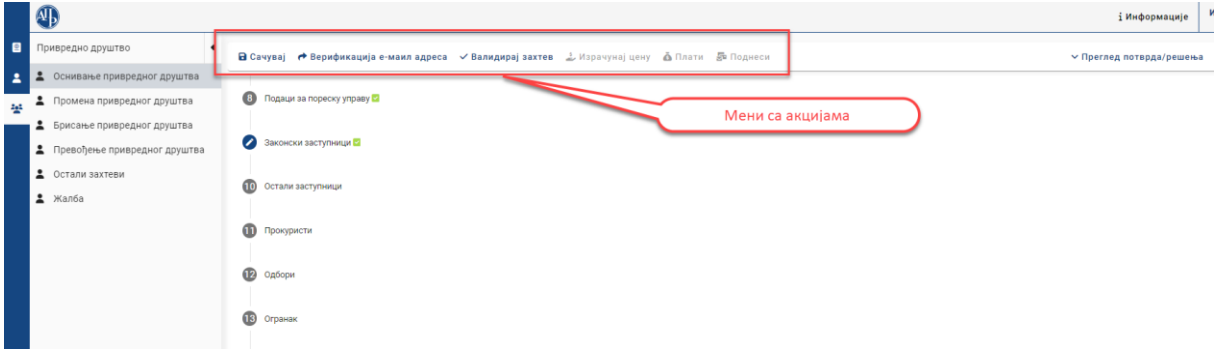 АПР
Информације
Привредно друштво
Сачувај Верификација е-маил адреса Валидирај захтев Израчунај цену Плати Поднеси
Преглед потврда/решења
Оснивање привредног друштва
Промена привредног друштва
Брисање привредног друштва
Превођење привредног друштва
Остали захтеви
Жалба
8 Подаци за пореску управу
Законски заступници
10 Остали заступници
11 Прокуристи
12 Одбори
13 Огранак
Мени са акцијама